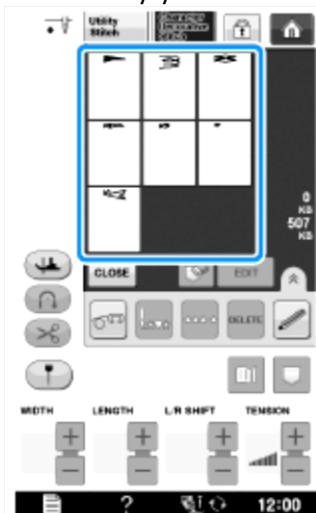 Utility
Stitch
0
KB
507
KB
CLOSE
EDIT
DELETE
WIDTH
LENGTH
L/R SHIFT
TENSION
?
12:00